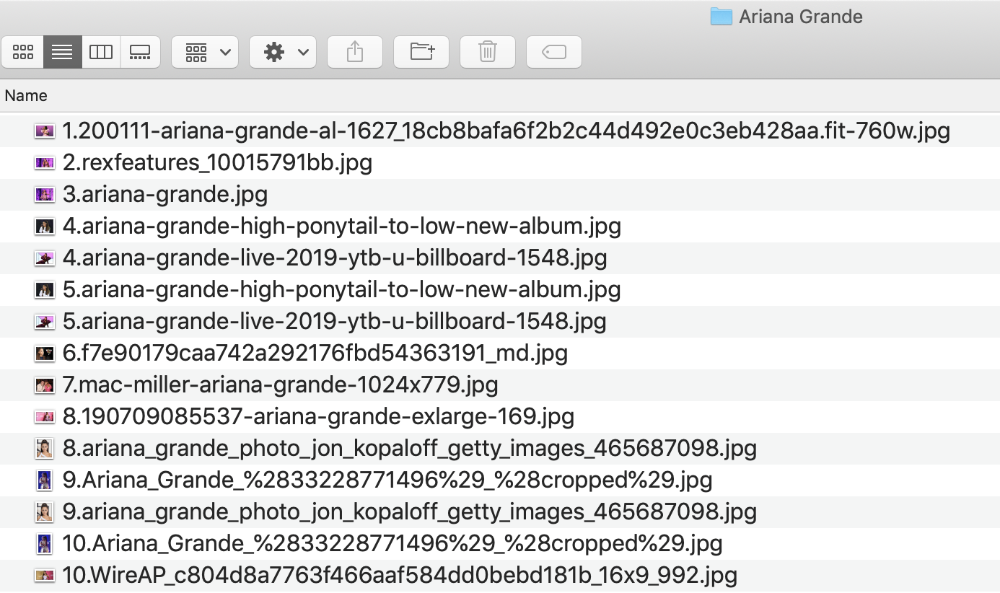 Ariana Grande
Name
1.200111-ariana-grande-al-1627_18cb8bafa6f2b2c44d492e0c3eb428aa.fit-760w.jpg
2.rexfeatures_10015791bb.jpg
3.ariana-grande.jpg
4.ariana-grande-high-ponytail-to-low-new-album.jpg
4.ariana-grande-live-2019-ytb-u-billboard-1548.jpg
5.ariana-grande-high-ponytail-to-low-new-album.jpg
5.ariana-grande-live-2019-ytb-u-billboard-1548.jpg
6.f7e90179caa742a292176fbd54363191_md.jpg
7.mac-miller-ariana-grande-1024x779.jpg
8.190709085537-ariana-grande-exlarge-169.jpg
8.ariana_grande_photo_jon_kopaloff_getty_images_465687098.jpg
9.Ariana_Grande_%2833228771496%29_%28cropped%29.jpg
9.ariana_grande_photo_jon_kopaloff_getty_images_465687098.jpg
10.Ariana_Grande_%2833228771496%29_%28cropped%29.jpg
10.WireAP_c804d8a7763f466aaf584dd0bebd181b_16x9_992.jpg